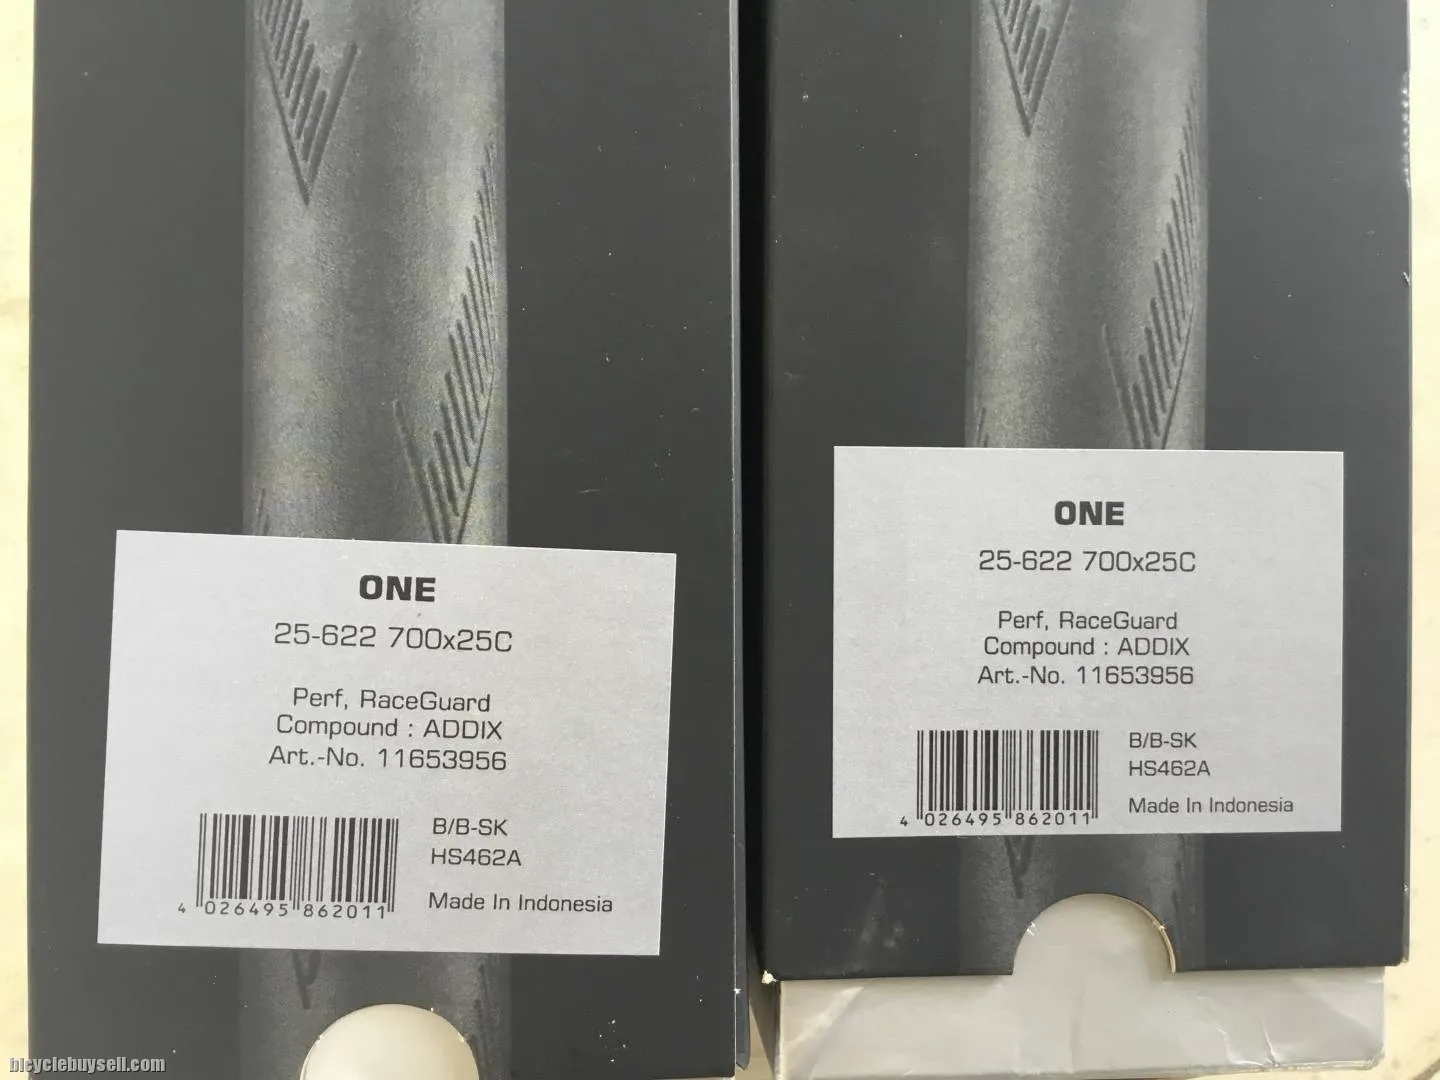 ONE
25-622 700x25C
Perf, RaceGuard
Compound : ADDIX
Art.-No. 11653956
B/B-SK
HS462A
Made In Indonesia
4 026495 862011
ONE
25-622 700x25C
Perf, RaceGuard
Compound : ADDIX
Art.-No. 11653956
B/B-SK
HS462A
Made In Indonesia
4 026495 862011
bicyclebuysell.com